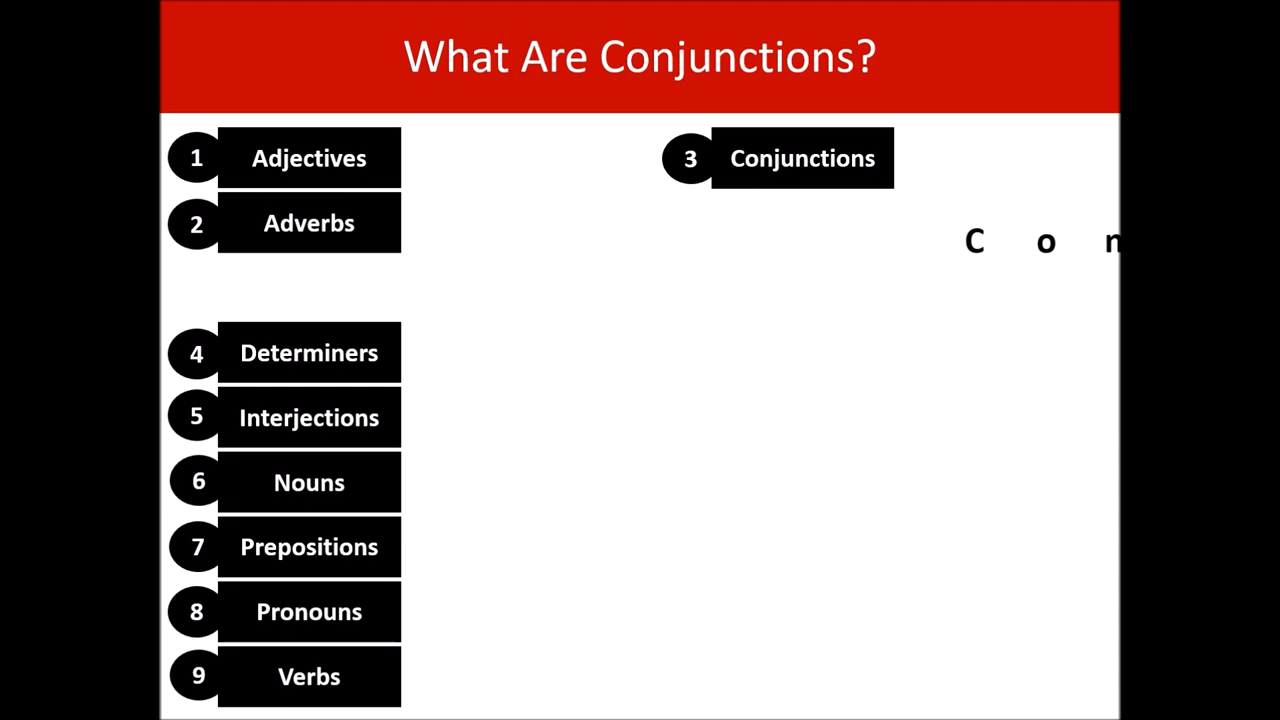 What Are Conjunctions?
1 Adjectives
2 Adverbs
4 Determiners
5 Interjections
6 Nouns
7 Prepositions
8 Pronouns
9 Verbs
3 Conjunctions
C o n